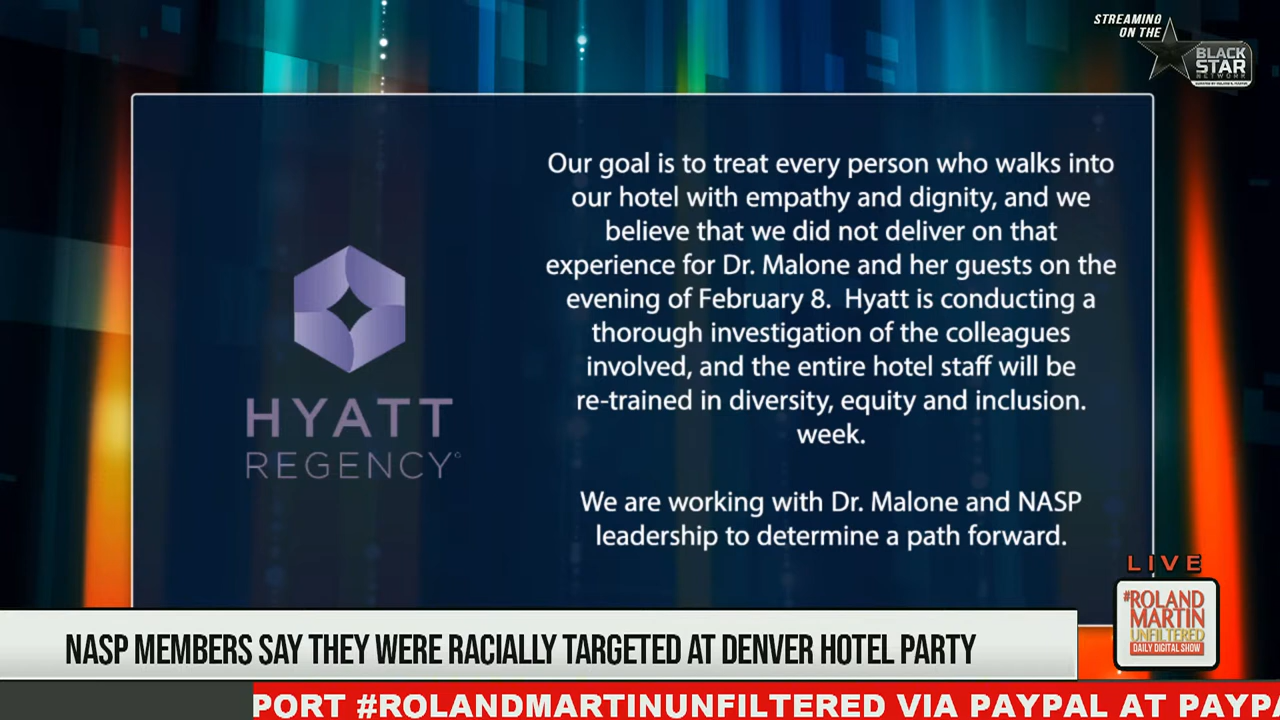 STREAMING
ON THE
BLACK
STAR
NETWORK
Our goal is to treat every person who walks into
our hotel with empathy and dignity, and we
believe that we did not deliver on that
experience for Dr. Malone and her guests on the
evening of February 8.  Hyatt is conducting a
thorough investigation of the colleagues
involved, and the entire hotel staff will be
re-trained in diversity, equity and inclusion.
week.
We are working with Dr. Malone and NASP
leadership to determine a path forward.
HYATT
REGENCY
LIVE
#ROLAND
MARTIN
UNFILTERED
DAILY DIGITAL SHOW
NASP MEMBERS SAY THEY WERE RACIALLY TARGETED AT DENVER HOTEL PARTY
PORT #ROLANDMARTINUNFILTERED VIA PAYPAL AT PAYP